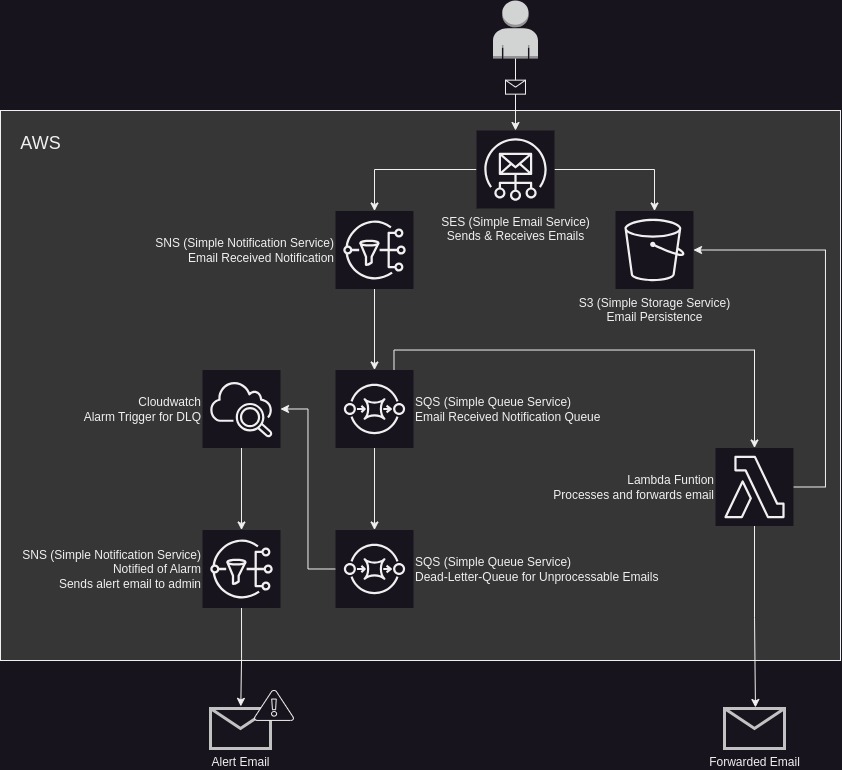 AWS
SES (Simple Email Service)
Sends & Receives Emails
SNS (Simple Notification Service)
Email Received Notification
S3 (Simple Storage Service)
Email Persistence
Cloudwatch
Alarm Trigger for DLQ
SQS (Simple Queue Service)
Email Received Notification Queue
Lambda Funtion
Processes and forwards email
SNS (Simple Notification Service)
Notified of Alarm
Sends alert email to admin
SQS (Simple Queue Service)
Dead-Letter-Queue for Unprocessable Emails
Alert Email
Forwarded Email